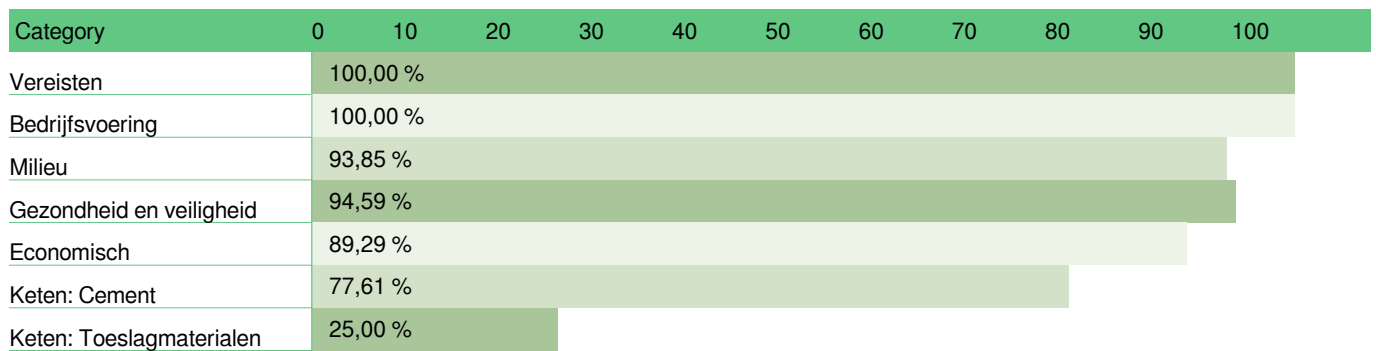 Category 0 10 20 30 40 50 60 70 80 90 100
Vereisten 100,00 %
Bedrijfsvoering 100,00 %
Milieu 93,85 %
Gezondheid en veiligheid 94,59 %
Economisch 89,29 %
Keten: Cement 77,61 %
Keten: Toeslagmaterialen 25,00 %